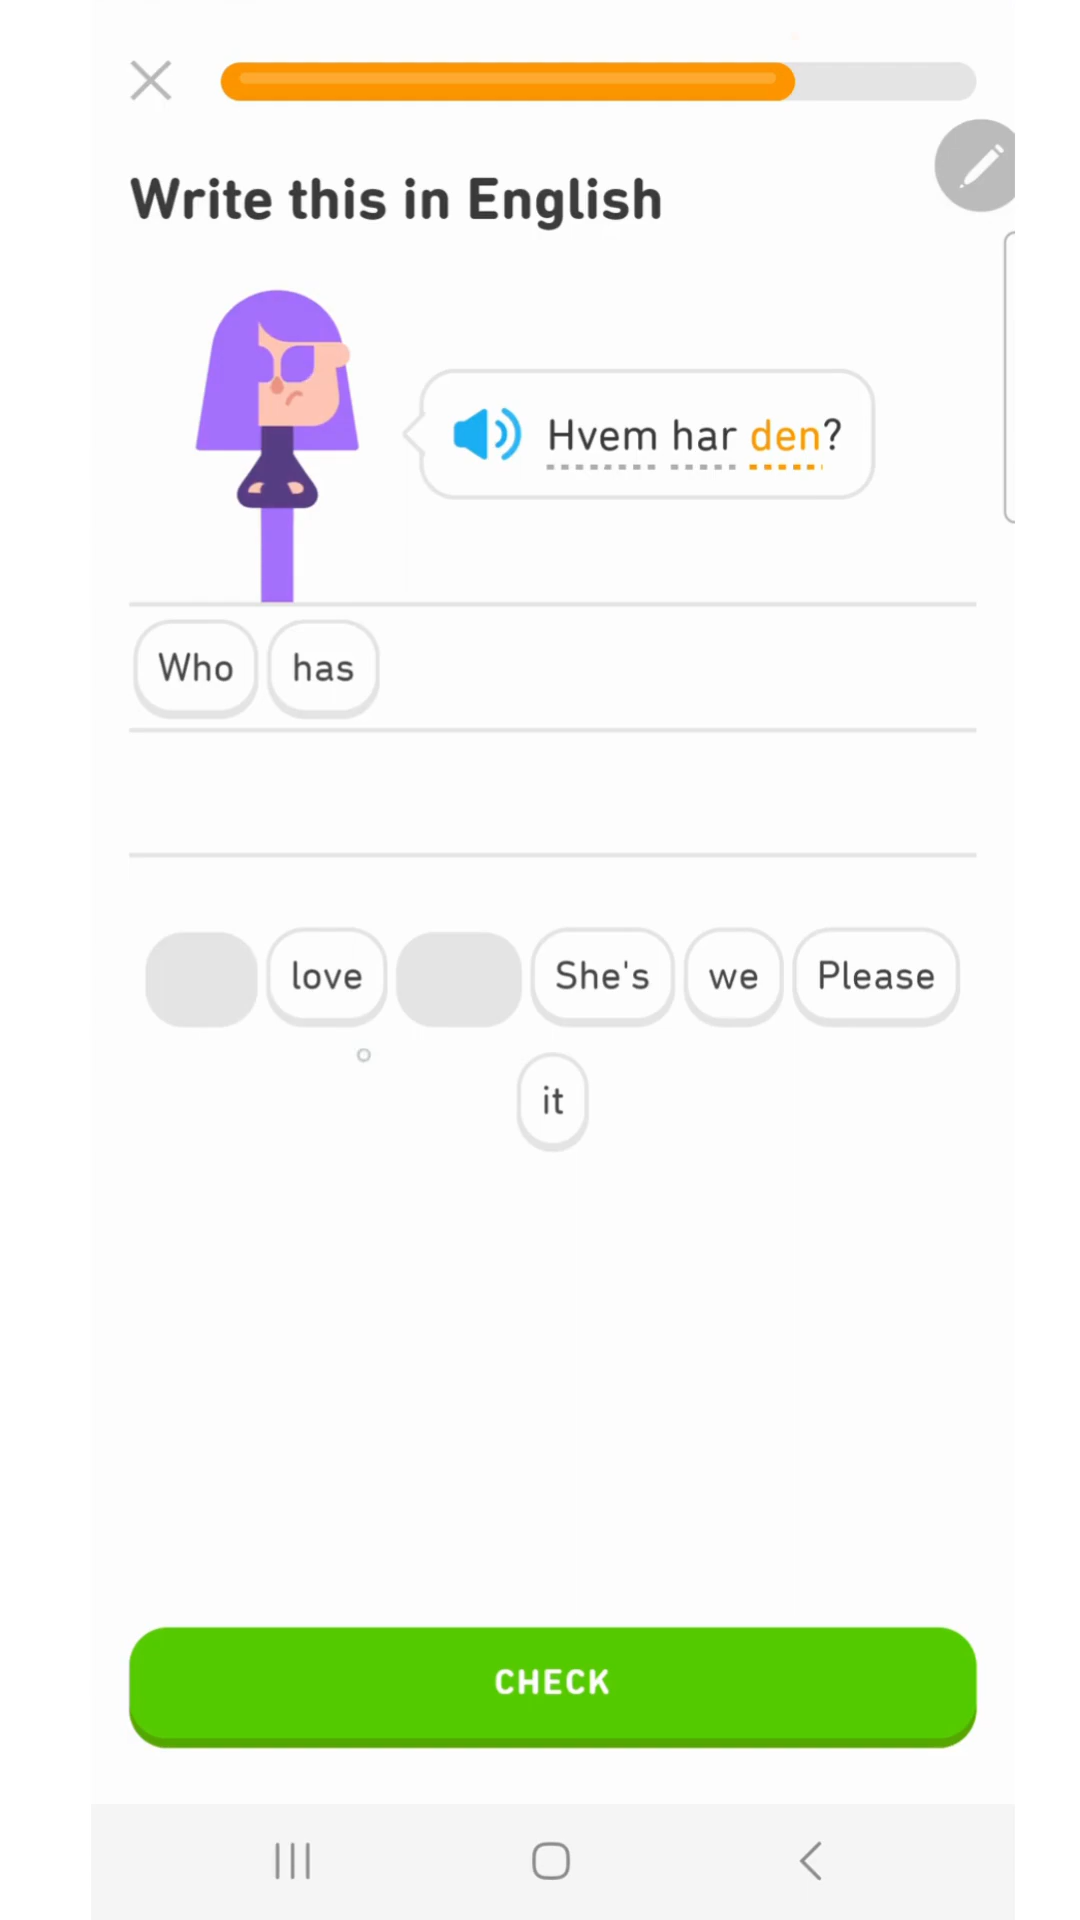 Write this in English
Hvem har den?
Who has
love She's we Please
it
CHECK